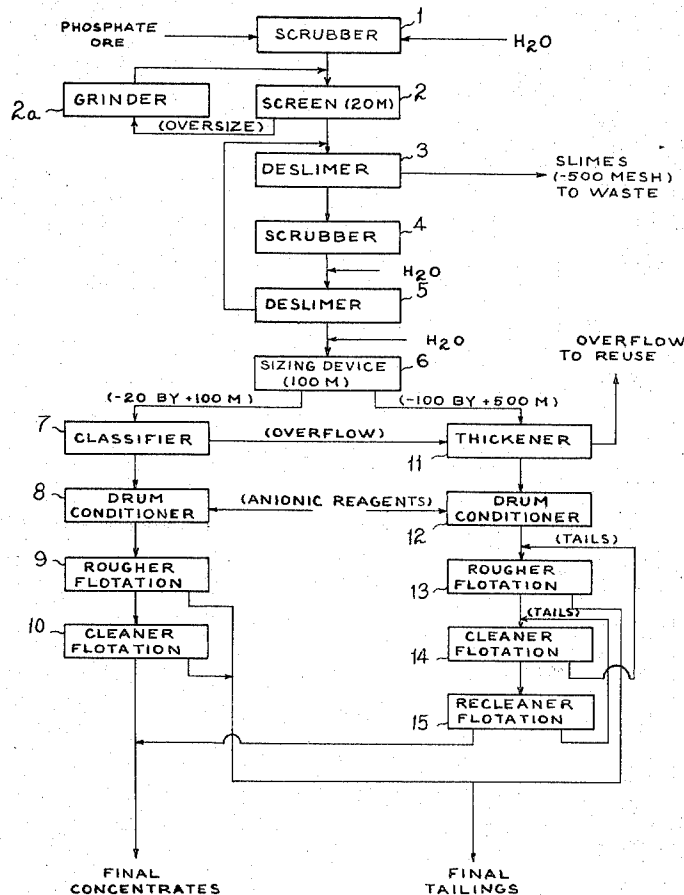 1
PHOSPHATE
ORE
SCRUBBER
H2O
2a
GRINDER
2
SCREEN (20M)
(OVERSIZE)
3
DESLIMER
SLIMES
(-500 MESH)
TO WASTE
4
SCRUBBER
H2O
5
DESLIMER
H2O
OVERFLOW
TO REUSE
6
SIZING DEVICE
(100 M)
(-20 BY +100 M)
(-100 BY +500 M)
7
CLASSIFIER
(OVERFLOW)
THICKENER
11
8
DRUM
CONDITIONER
(ANIONIC REAGENTS)
DRUM
CONDITIONER
12
(TAILS)
9
ROUGHER
FLOTATION
ROUGHER
FLOTATION
13
(TAILS)
10
CLEANER
FLOTATION
CLEANER
FLOTATION
14
RECLEANER
FLOTATION
15
FINAL
CONCENTRATES
FINAL
TAILINGS